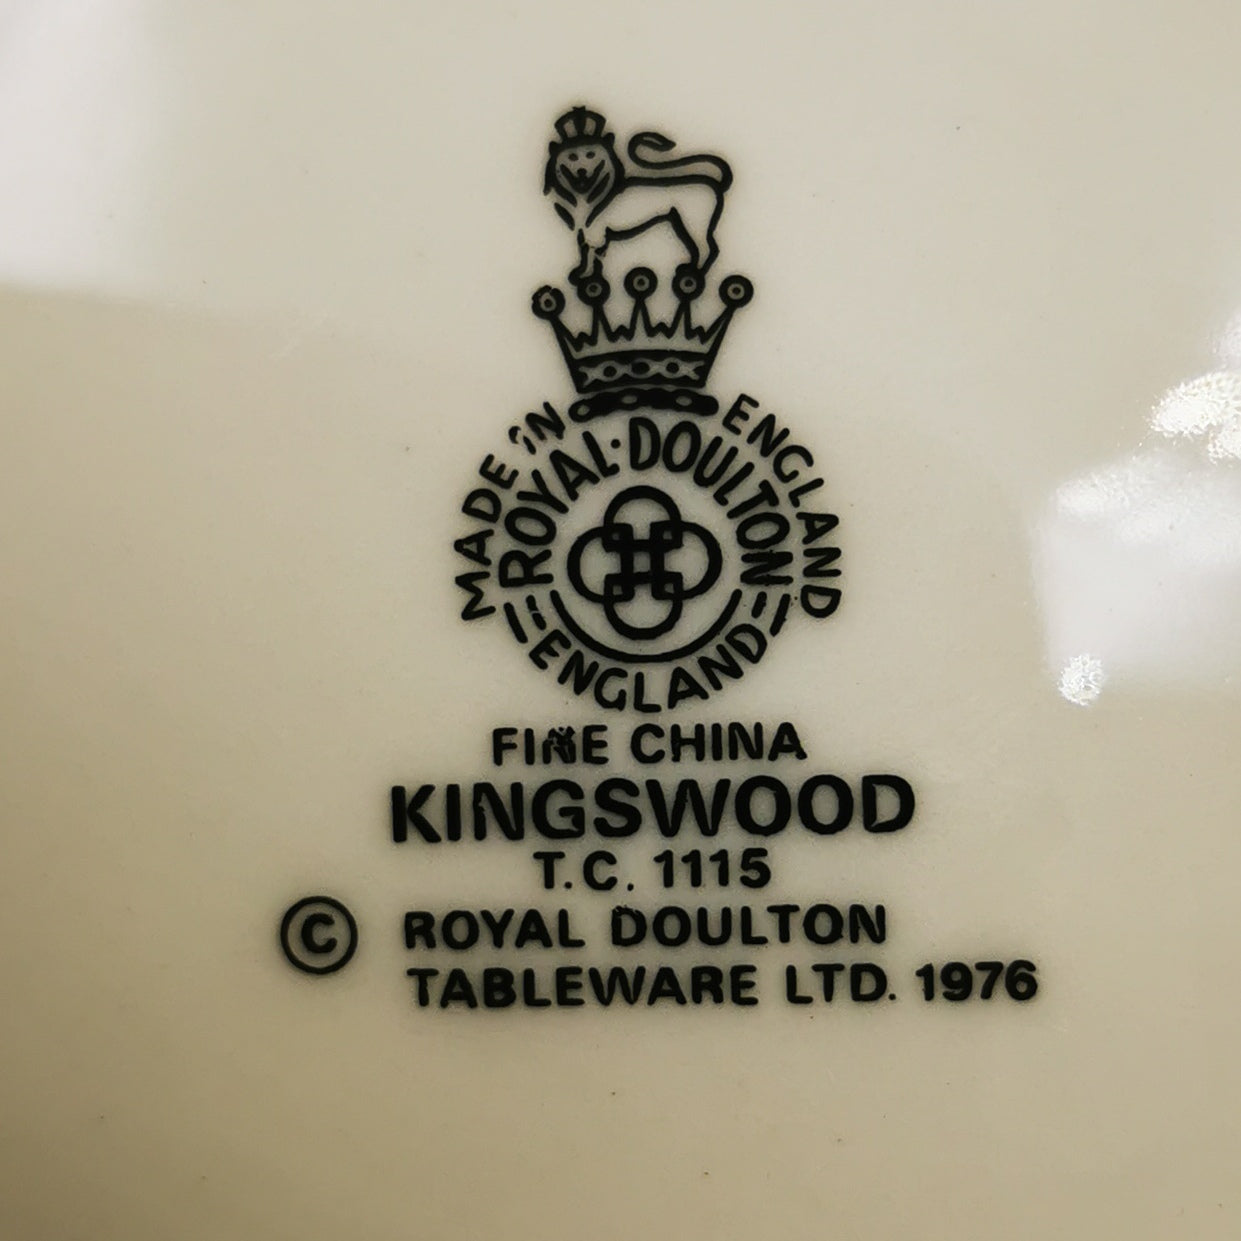 MADE IN ENGLAND
ROYAL·DOULTON
ENGLAND
FINE CHINA
KINGSWOOD
T.C. 1115
© ROYAL DOULTON
TABLEWARE LTD. 1976